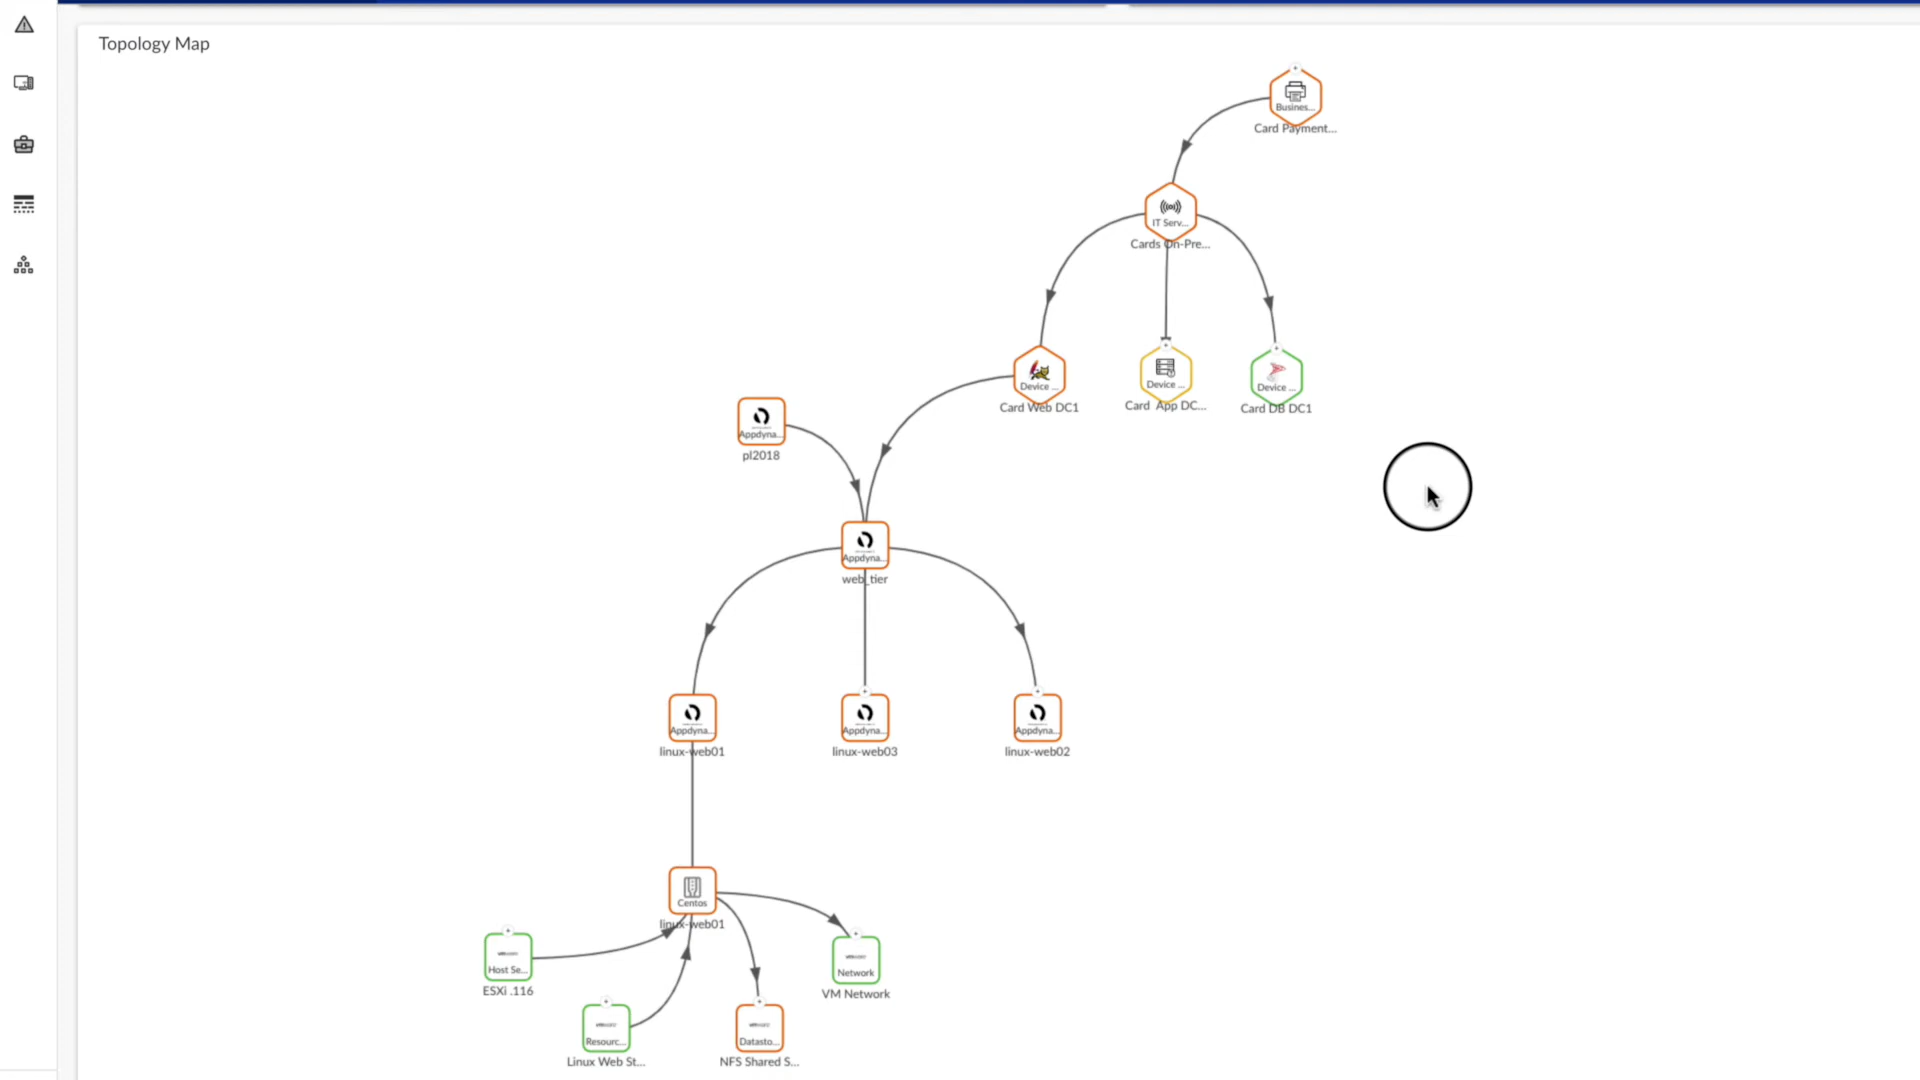 Topology Map
Busines...
Card Payment...
IT Serv...
Cards On-Pre...
Device ...
Card Web DC1
Device ...
Card App DC...
Device ...
Card DB DC1
Appdyna...
pl2018
Appdyna...
web_tier
Appdyna...
linux-web01
Appdyna...
linux-web03
Appdyna...
linux-web02
Centos
linux-web01
Host Se...
ESXi .116
Network
VM Network
Resourc...
Linux Web St...
Datasto...
NFS Shared S...